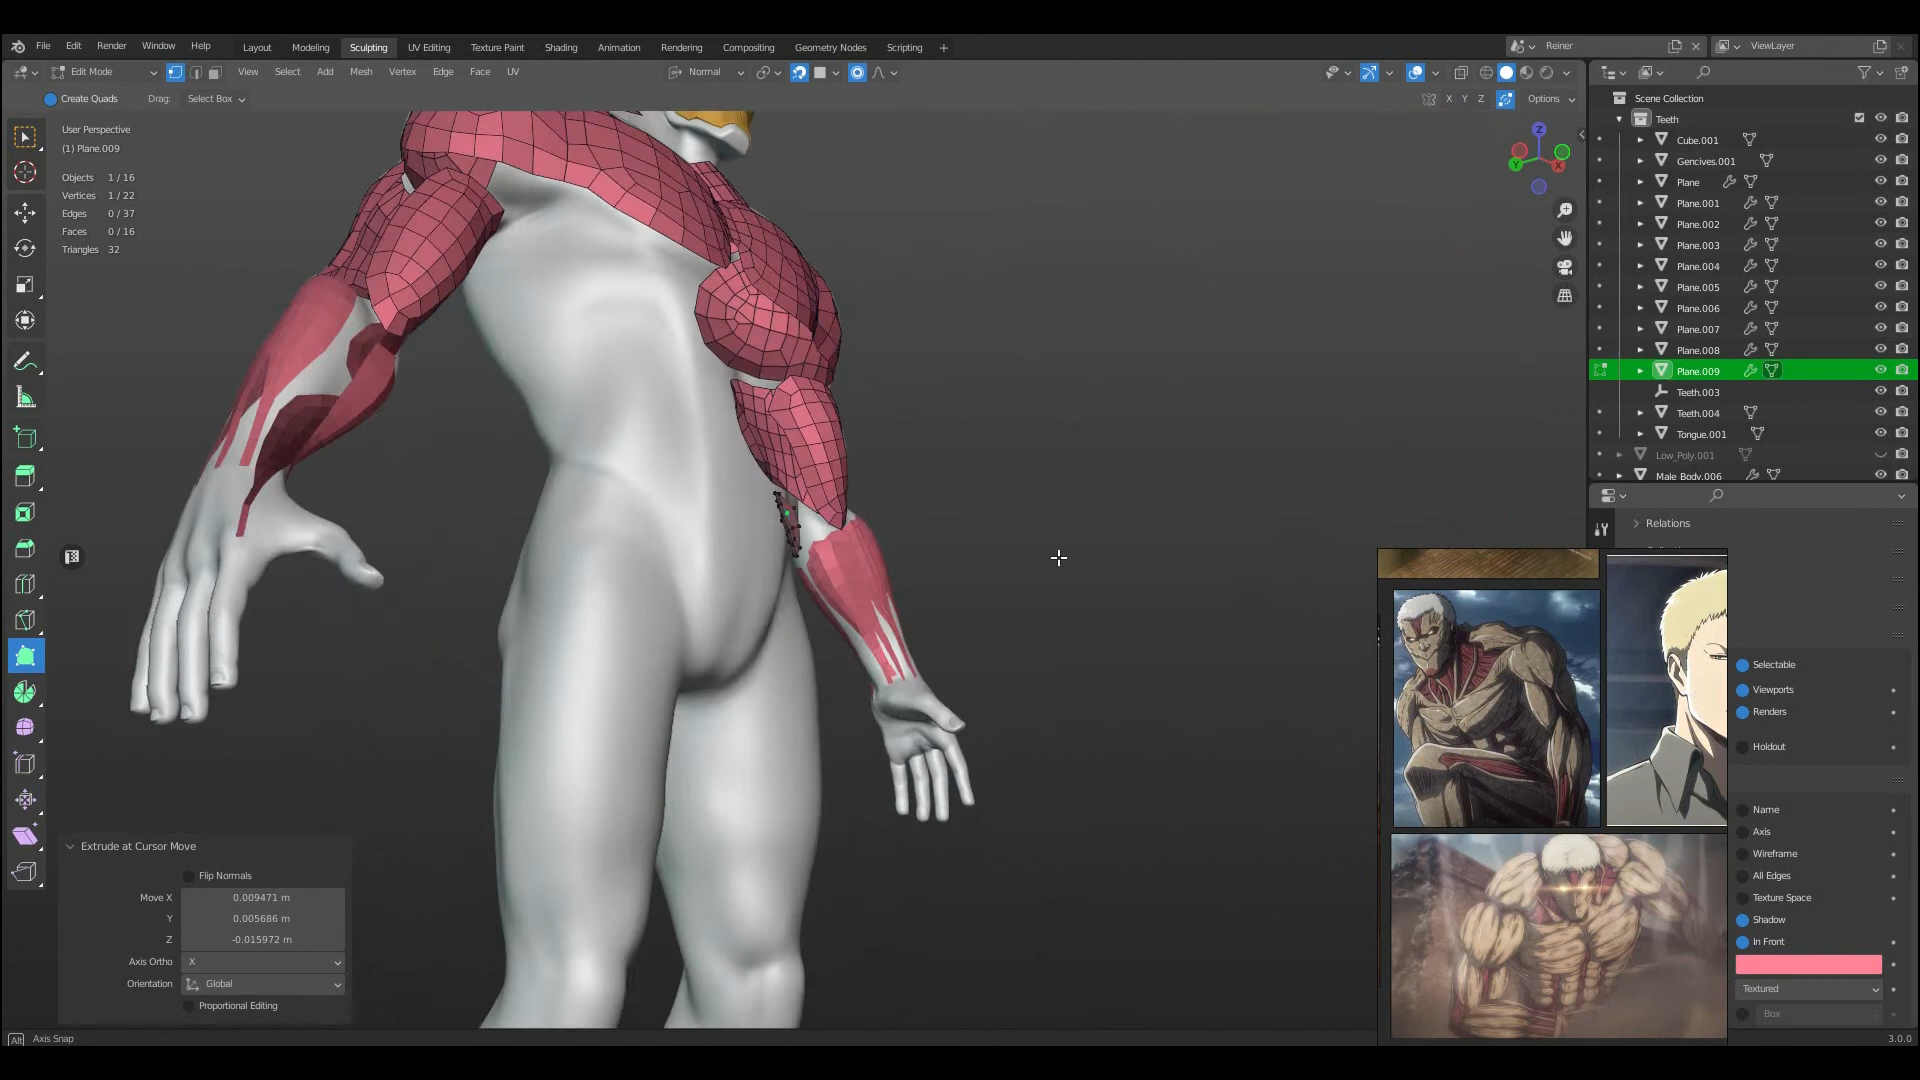 File Edit Render Window Help Layout Modeling Sculpting UV Editing Texture Paint Shading Animation Rendering Compositing Geometry Nodes Scripting + Reiner ViewLayer
Edit Mode View Select Add Mesh Vertex Edge Face UV Normal
Create Quads Drag: Select Box X Y Z Options
User Perspective
(1) Plane.009
Objects 1 / 16
Vertices 1 / 22
Edges 0 / 37
Faces 0 / 16
Triangles 32
Z
X
Y
Scene Collection
Teeth
Cube.001
Gencives.001
Plane
Plane.001
Plane.002
Plane.003
Plane.004
Plane.005
Plane.006
Plane.007
Plane.008
Plane.009
Teeth.003
Teeth.004
Tongue.001
Low_Poly.001
Male Body.006
Relations
Selectable
Viewports
Renders
Holdout
Name
Axis
Wireframe
All Edges
Texture Space
Shadow
In Front
Textured
Box
Extrude at Cursor Move
Flip Normals
Move X 0.009471 m
Y 0.005686 m
Z -0.015972 m
Axis Ortho X
Orientation Global
Proportional Editing
Alt Axis Snap
3.0.0